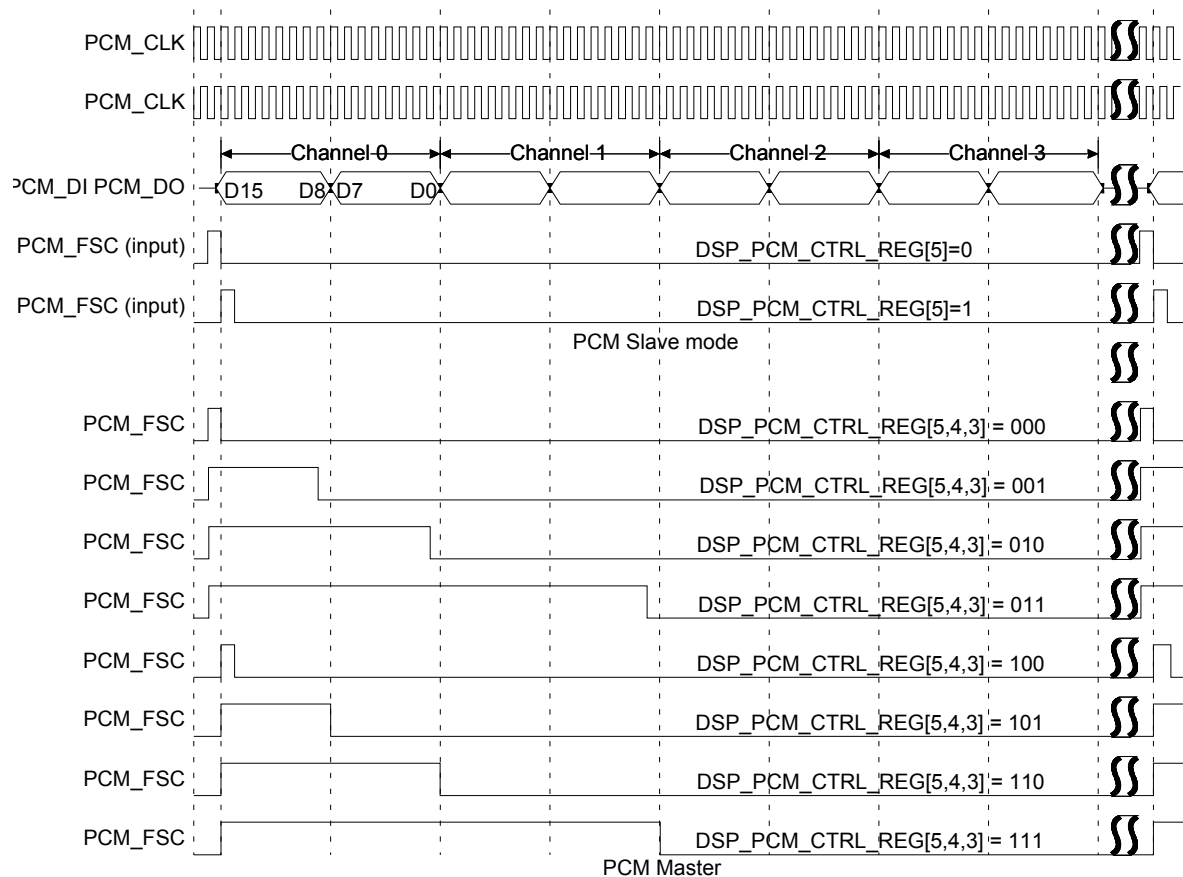 PCM_CLK
PCM_CLK
Channel 0 Channel 1 Channel 2 Channel 3
PCM_DI PCM_DO D15 D8 D7 D0
PCM_FSC (input) DSP_PCM_CTRL_REG[5]=0
PCM_FSC (input) DSP_PCM_CTRL_REG[5]=1
PCM Slave mode
PCM_FSC DSP_PCM_CTRL_REG[5,4,3] = 000
PCM_FSC DSP_PCM_CTRL_REG[5,4,3] = 001
PCM_FSC DSP_PCM_CTRL_REG[5,4,3] = 010
PCM_FSC DSP_PCM_CTRL_REG[5,4,3] = 011
PCM_FSC DSP_PCM_CTRL_REG[5,4,3] = 100
PCM_FSC DSP_PCM_CTRL_REG[5,4,3] = 101
PCM_FSC DSP_PCM_CTRL_REG[5,4,3] = 110
PCM_FSC DSP_PCM_CTRL_REG[5,4,3] = 111
PCM Master